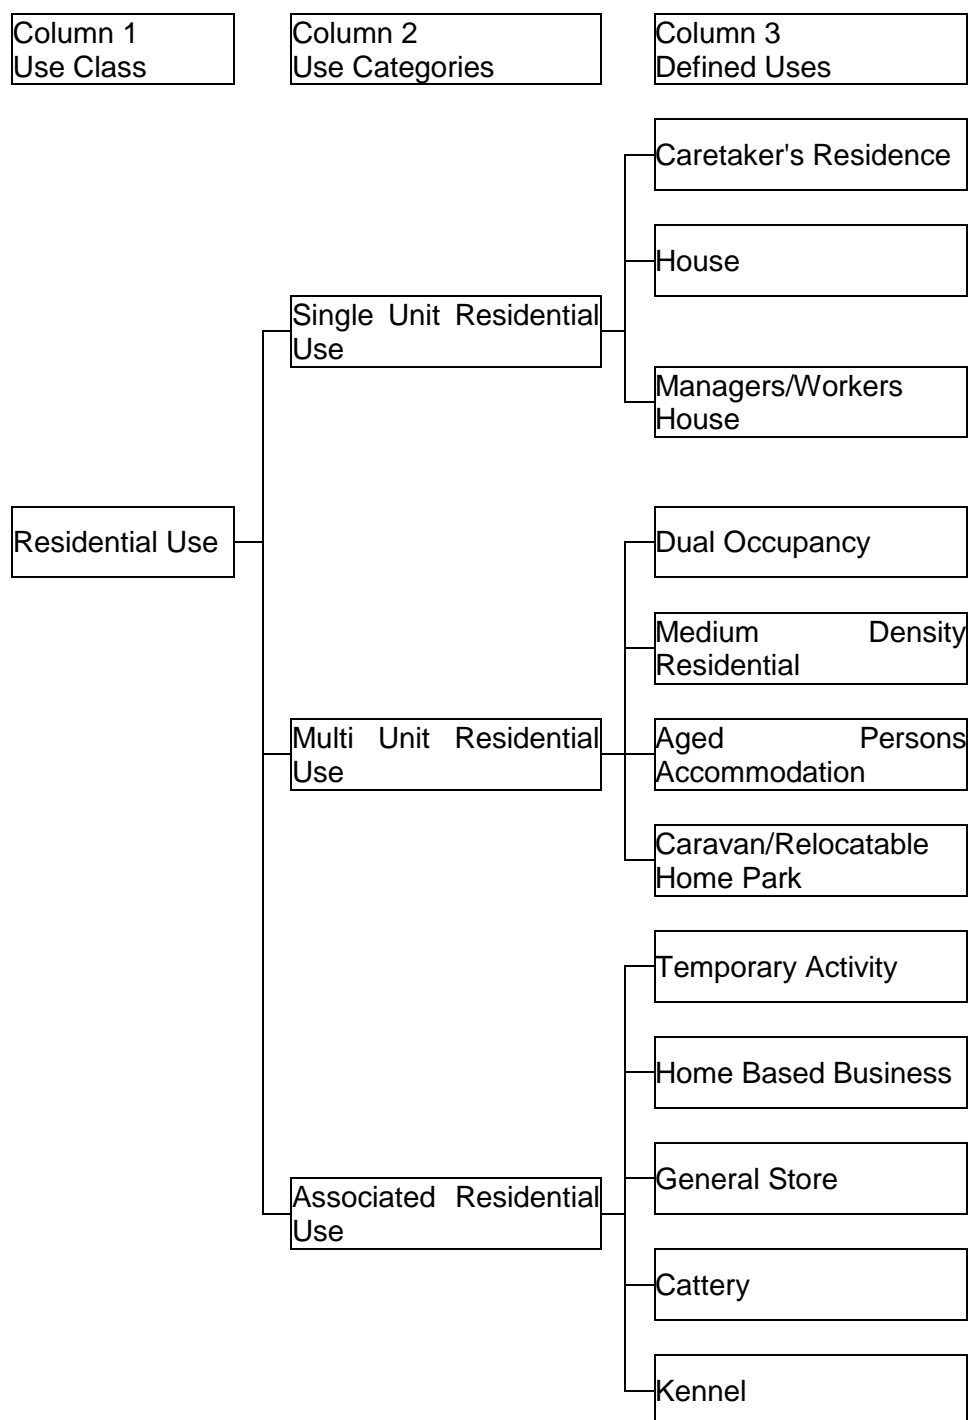 Column 1
Use Class
Column 2
Use Categories
Column 3
Defined Uses
Caretaker's Residence
House
Single Unit Residential
Use
Managers/Workers
House
Residential Use
Dual Occupancy
Medium Density
Residential
Multi Unit Residential
Use
Aged Persons
Accommodation
Caravan/Relocatable
Home Park
Temporary Activity
Home Based Business
General Store
Associated Residential
Use
Cattery
Kennel